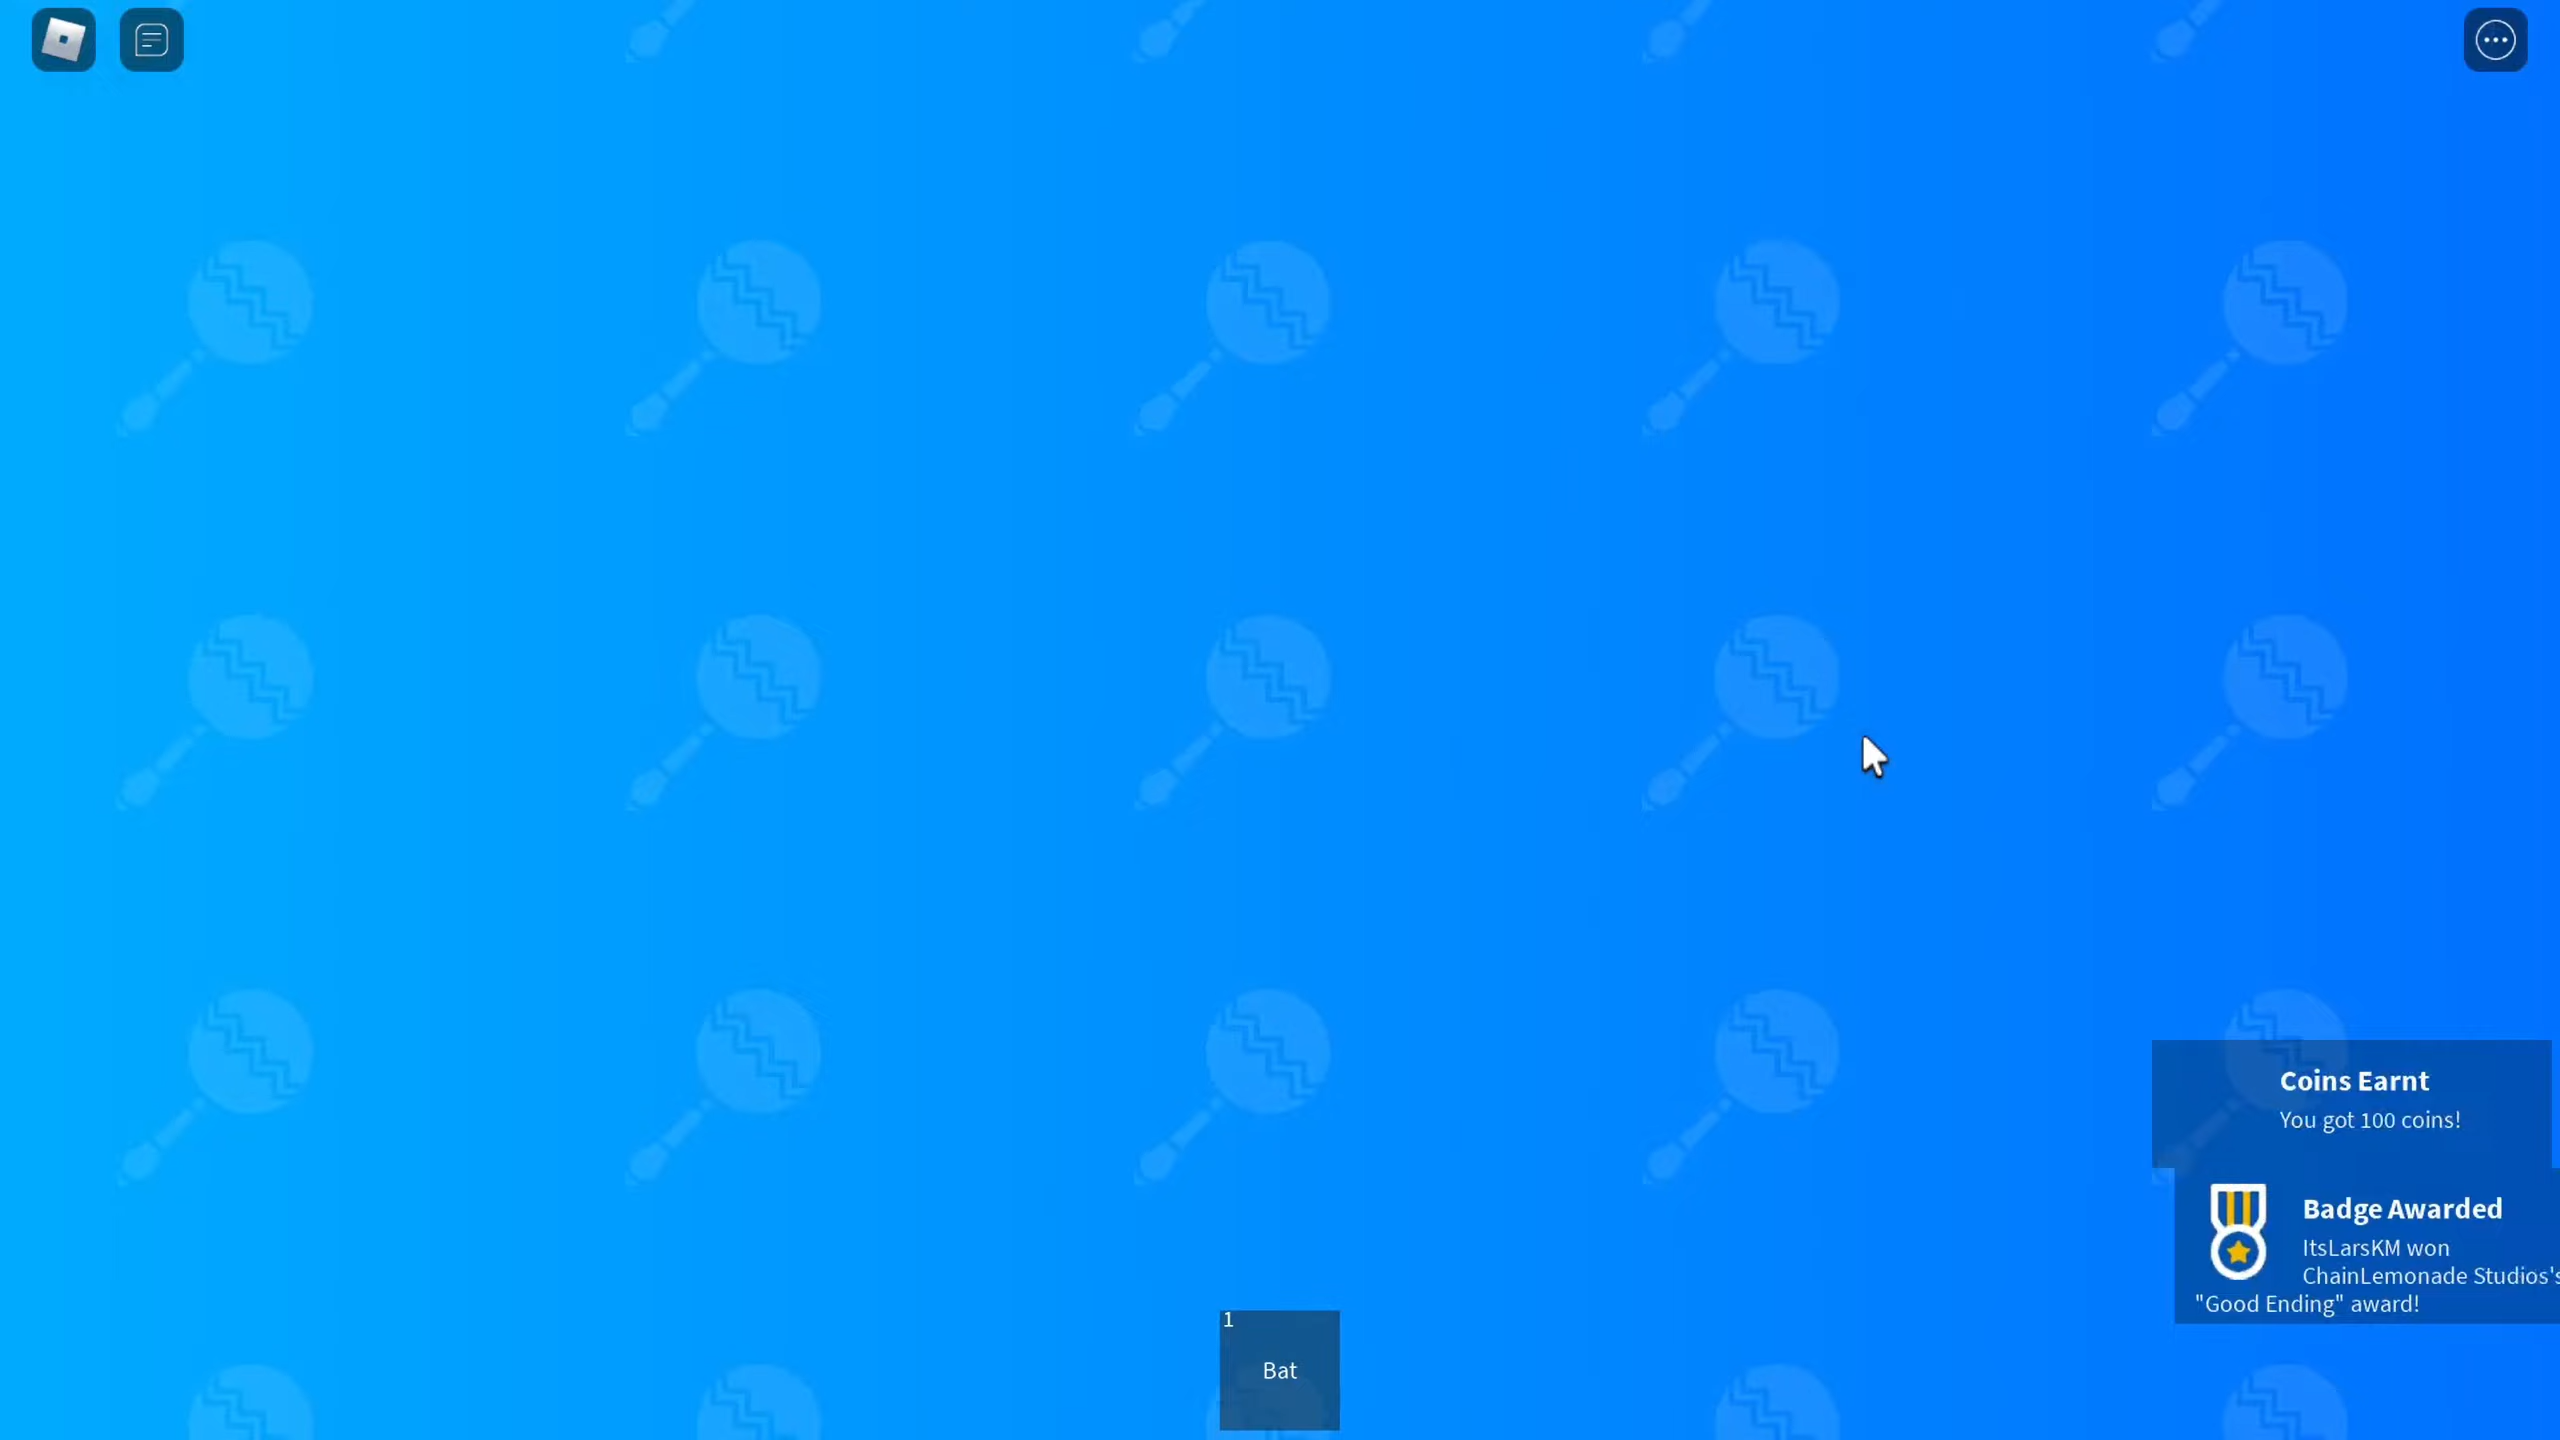 Coins Earnt
You got 100 coins!
Badge Awarded
ItsLarsKM won
ChainLemonade Studios's
"Good Ending" award!
1
Bat